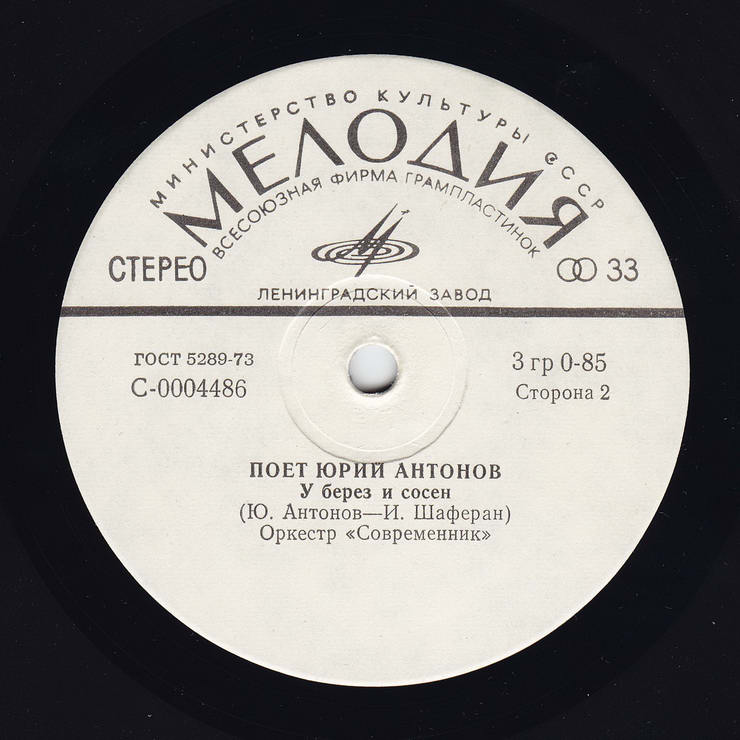 МИНИСТЕРСТВО КУЛЬТУРЫ СССР
МЕЛОДИЯ
ВСЕСОЮЗНАЯ ФИРМА ГРАМПЛАСТИНОК
СТЕРЕО
33
ЛЕНИНГРАДСКИЙ ЗАВОД
ГОСТ 5289-73
С-0004486
3 гр 0-85
Сторона 2
ПОЕТ ЮРИЙ АНТОНОВ
У берез и сосен
(Ю. Антонов—И. Шаферан)
Оркестр «Современник»